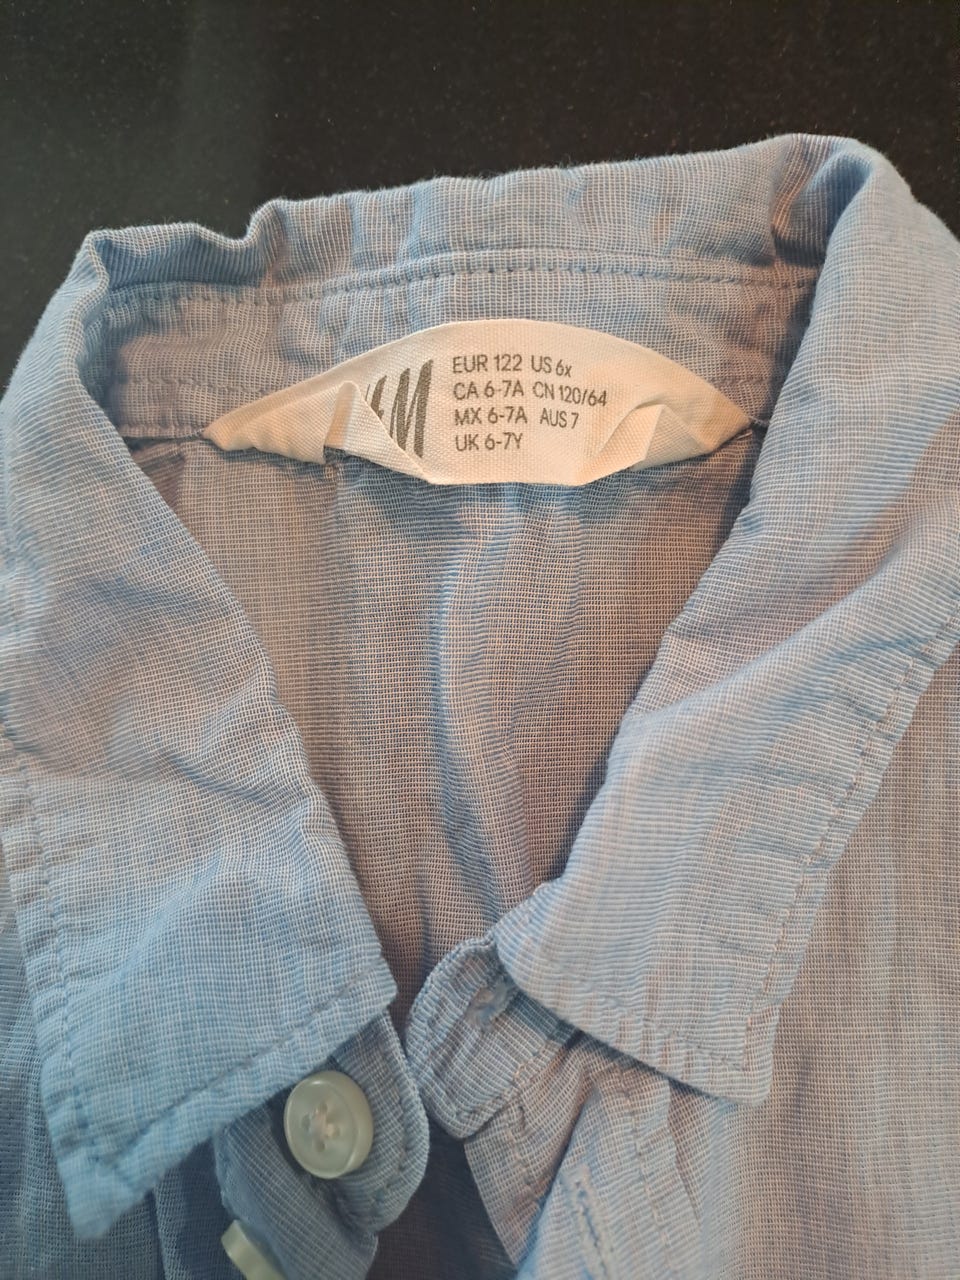 H&M
EUR 122 US 6x
CA 6-7A CN 120/64
MX 6-7A AUS 7
UK 6-7Y